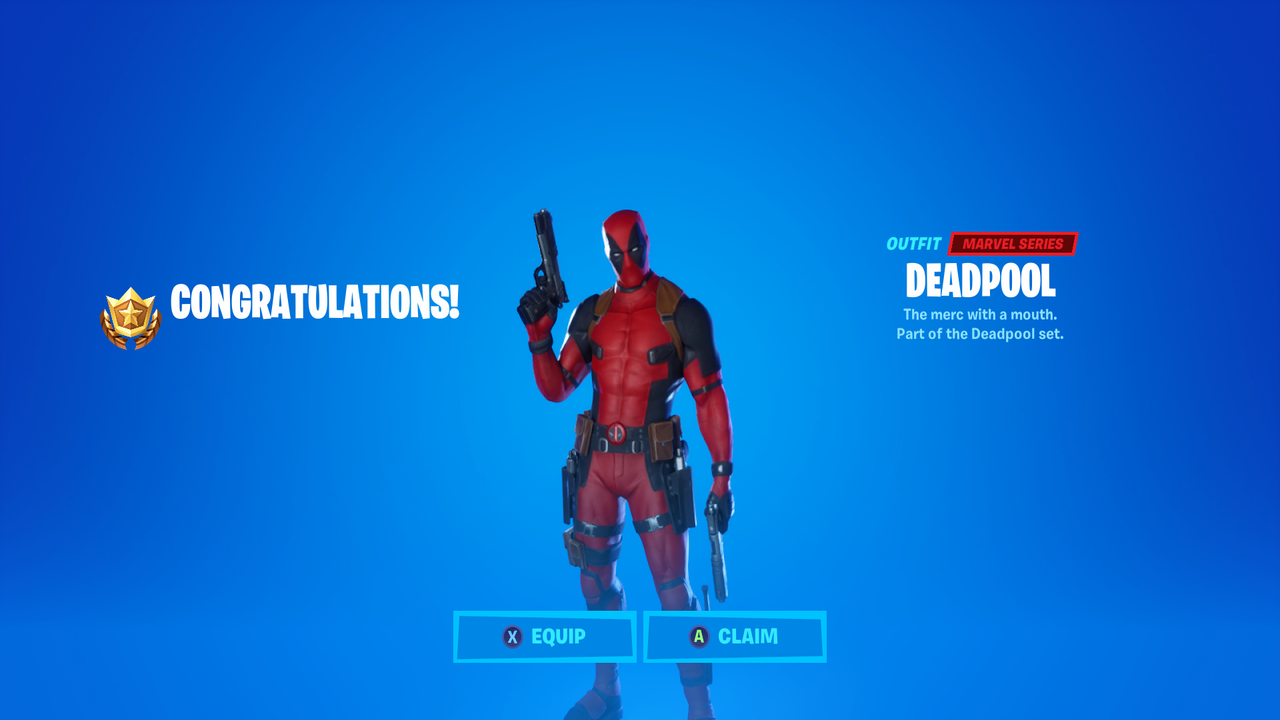 CONGRATULATIONS!
OUTFIT MARVEL SERIES
DEADPOOL
The merc with a mouth.
Part of the Deadpool set.
X EQUIP
A CLAIM